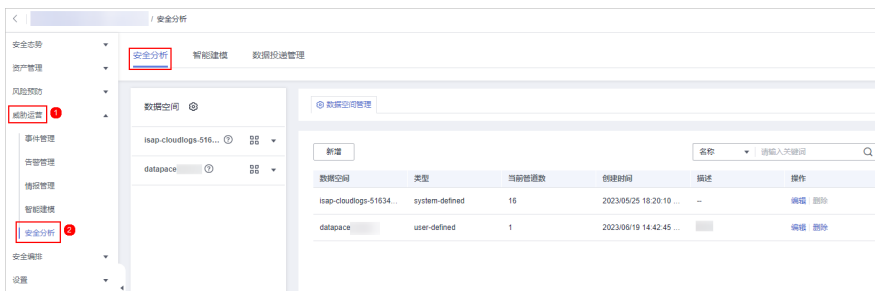 / 安全分析
安全态势
资产管理
风险预防
威胁运营 1
事件管理
告警管理
情报管理
智能建模
安全分析 2
安全编排
设置
安全分析 智能建模 数据投递管理
数据空间
isap-cloudlogs-516...
datapace
数据空间管理
新增 名称 请输入关键词
数据空间 类型 当前管道数 创建时间 描述 操作
isap-cloudlogs-51634... system-defined 16 2023/05/25 18:20:10 ... -- 编辑 删除
datapace user-defined 1 2023/06/19 14:42:45 ... 编辑 删除